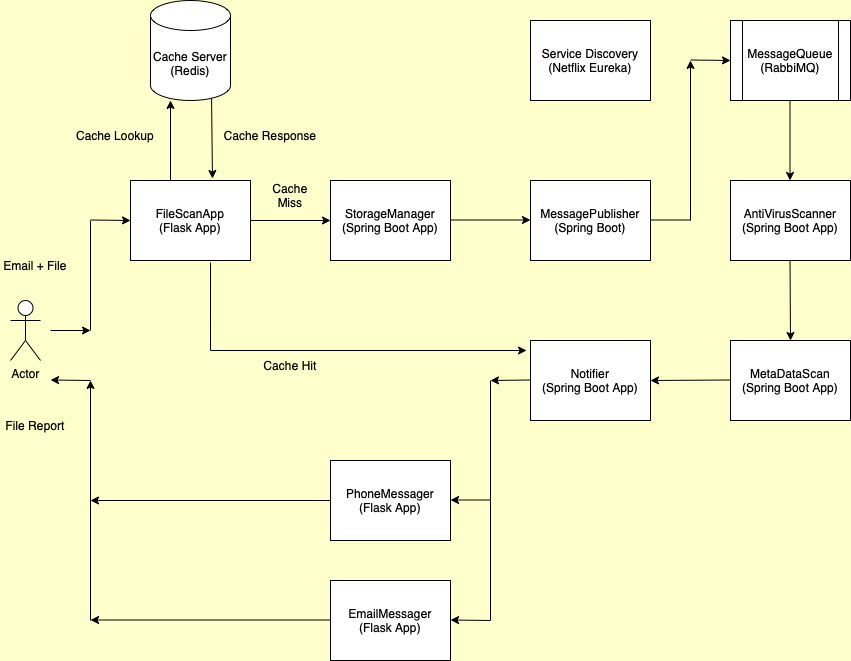 Cache Server
(Redis)
Service Discovery
(Netflix Eureka)
MessageQueue
(RabbiMQ)
Cache Lookup
Cache Response
FileScanApp
(Flask App)
Cache
Miss
StorageManager
(Spring Boot App)
MessagePublisher
(Spring Boot)
AntiVirusScanner
(Spring Boot App)
Email + File
Actor
Cache Hit
Notifier
(Spring Boot App)
MetaDataScan
(Spring Boot App)
File Report
PhoneMessager
(Flask App)
EmailMessager
(Flask App)